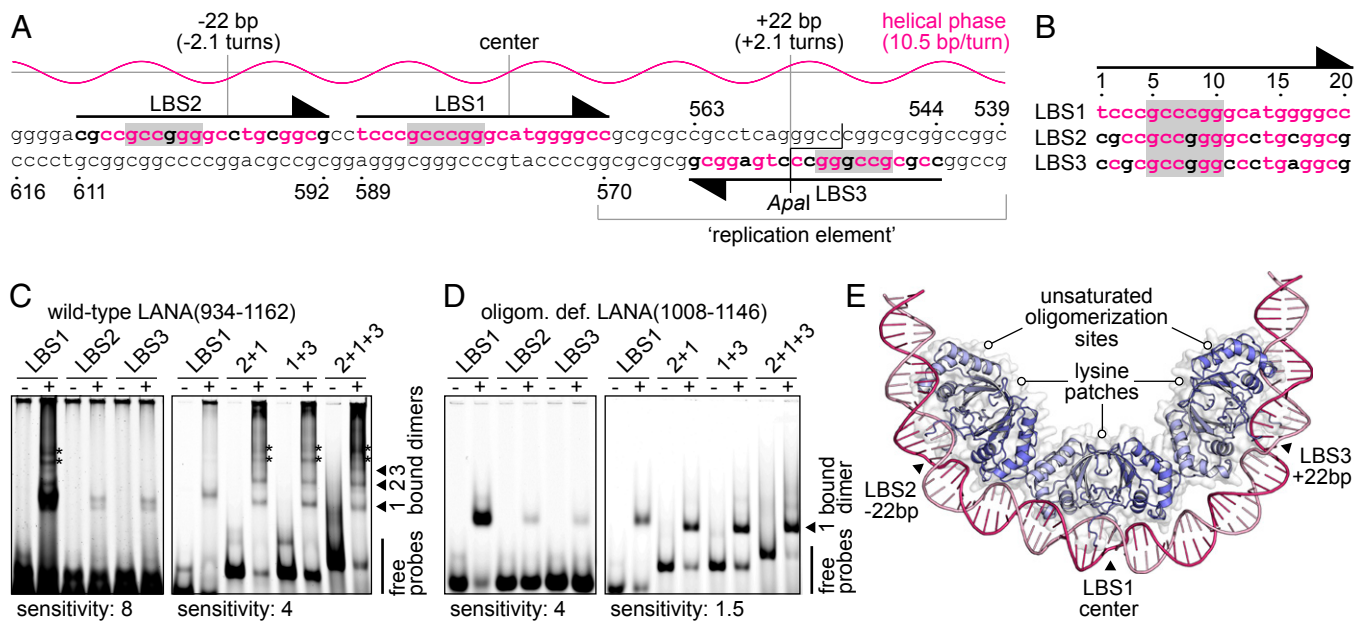 A
-22 bp
(-2.1 turns)
center
+22 bp
(+2.1 turns)
helical phase
(10.5 bp/turn)
LBS2
LBS1
563
544
539
ggggacgccgccggggcctgcggcggcctcccgcccgggcatggggccgcgcgccgcctcagggcccggcgcggccggc
cccctgcggcggccccggacgccgccggagggcgggcccgtaccccggcgcgcggcggagtcccgggccgcgccggccg
616
611
592
589
570
ApaI
LBS3
'replication element'
B
1 5 10 15 20
LBS1 tcccgcccgggcatggggcc
LBS2 cgccgccggggcctgcggcg
LBS3 ccgcgccgggccctgaggcg
C
wild-type LANA(934-1162)
LBS1 LBS2 LBS3 LBS1 2+1 1+3 2+1+3
- + - + - + - + - + - + - +
* * * * * * * *
1 2 3 bound dimers
free probes
sensitivity: 8
sensitivity: 4
D
oligom. def. LANA(1008-1146)
LBS1 LBS2 LBS3 LBS1 2+1 1+3 2+1+3
- + - + - + - + - + - + - +
1 bound dimer
free probes
sensitivity: 4
sensitivity: 1.5
E
unsaturated
oligomerization
sites
lysine
patches
LBS2
-22bp
LBS3
+22bp
LBS1
center